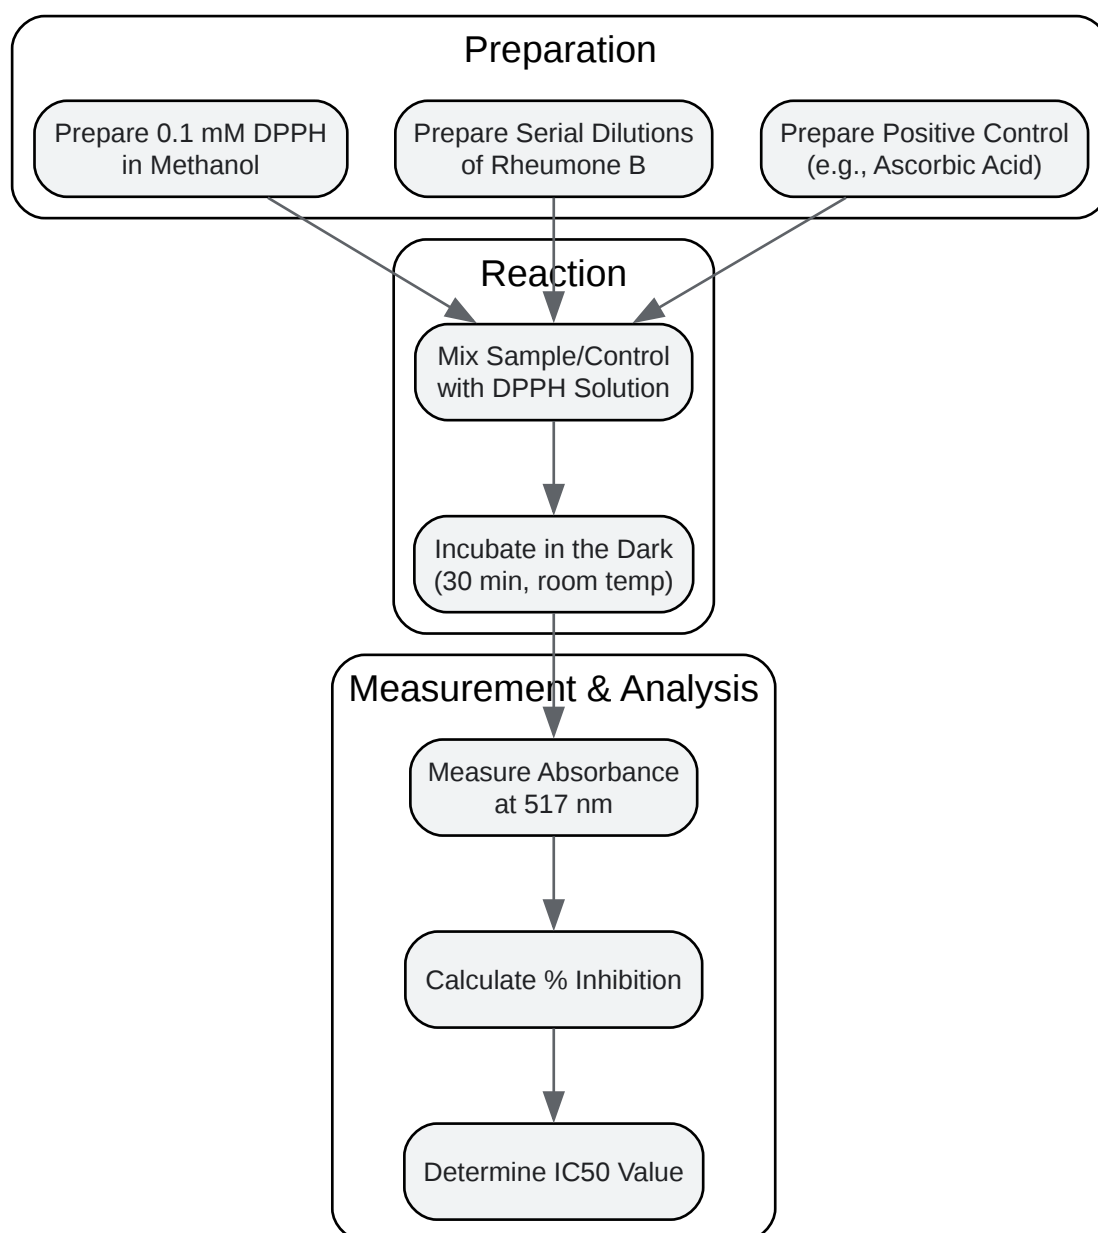 Preparation
Prepare 0.1 mM DPPH
in Methanol
Prepare Serial Dilutions
of Rheumone B
Prepare Positive Control
(e.g., Ascorbic Acid)
Reaction
Mix Sample/Control
with DPPH Solution
Incubate in the Dark
(30 min, room temp)
Measurement & Analysis
Measure Absorbance
at 517 nm
Calculate % Inhibition
Determine IC50 Value